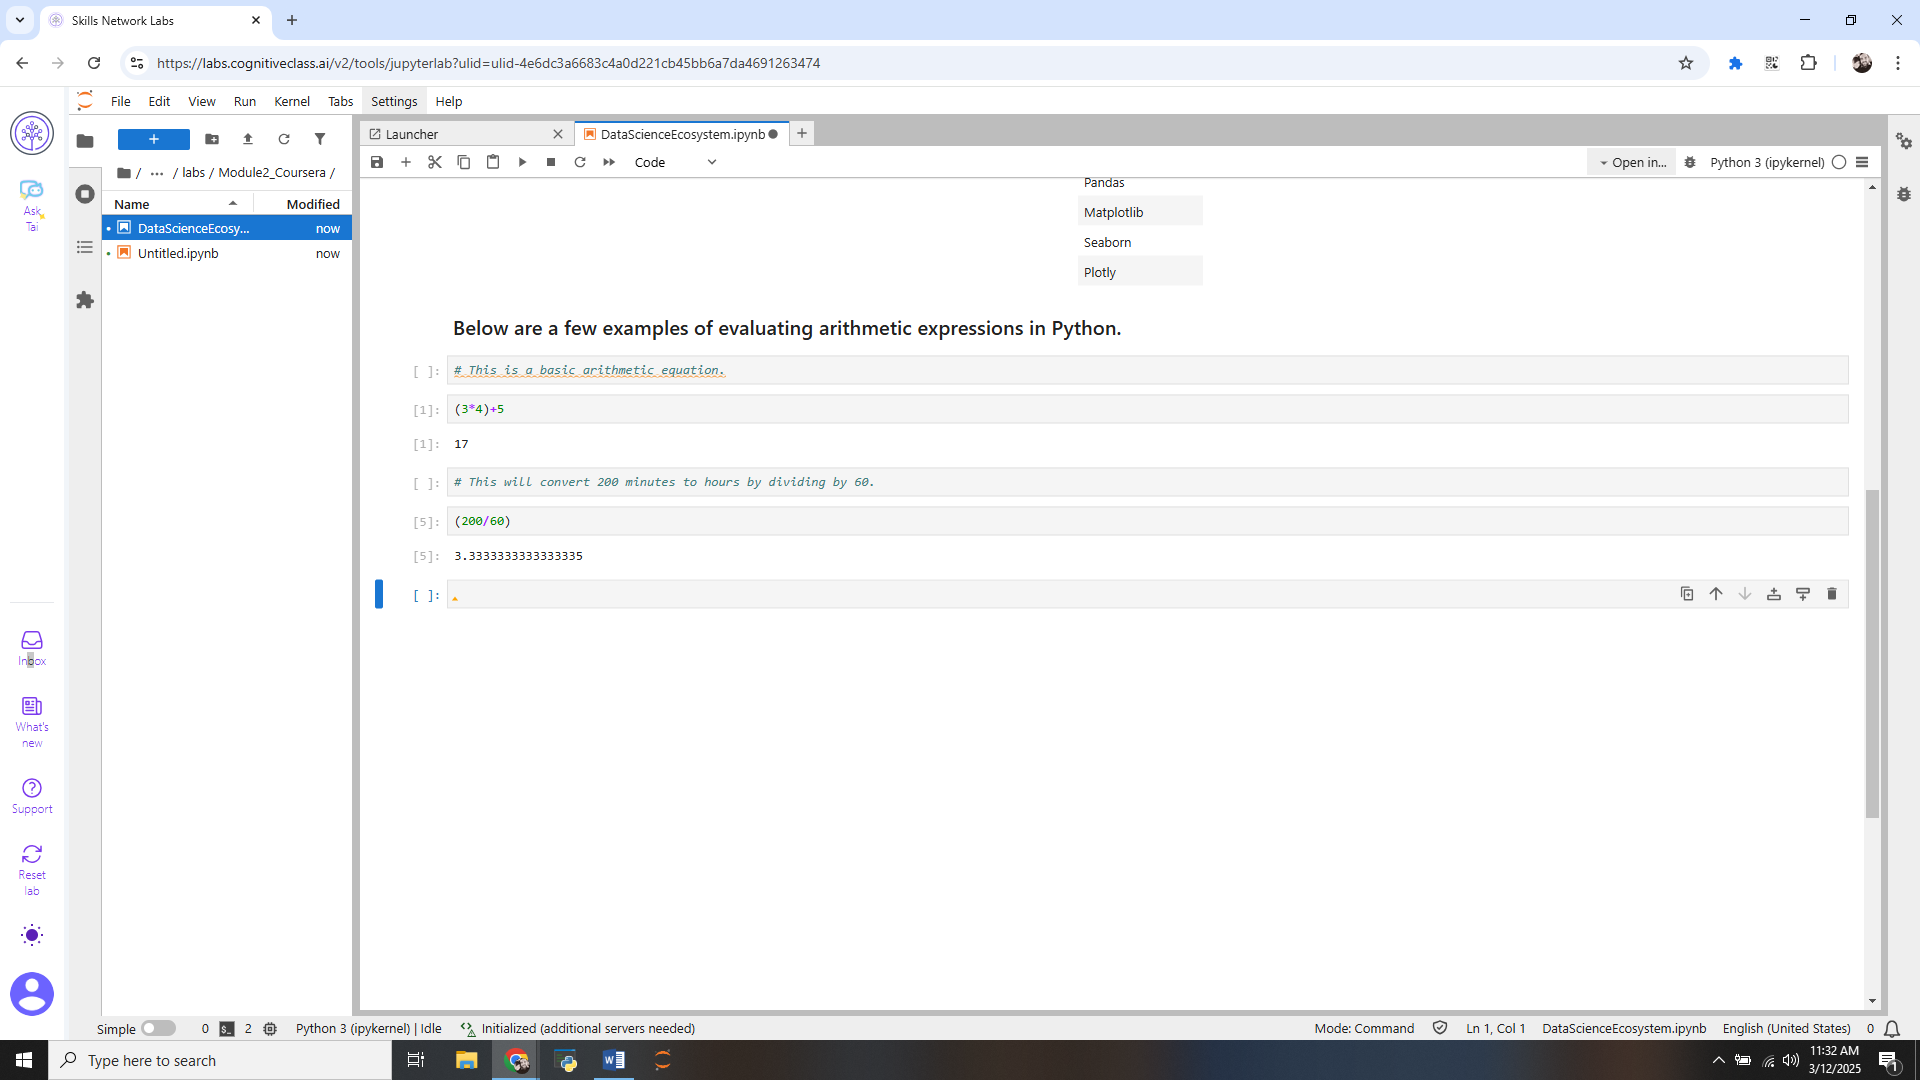 Skills Network Labs
https://labs.cognitiveclass.ai/v2/tools/jupyterlab?ulid=ulid-4e6dc3a6683c4a0d221cb45bb6a7da4691263474
File Edit View Run Kernel Tabs Settings Help
Launcher
DataScienceEcosystem.ipynb
Code
Open in...
Python 3 (ipykernel)
/ ... / labs / Module2_Coursera /
Name Modified
DataScienceEcosy... now
Untitled.ipynb now
Ask
Tai
Inbox
What's
new
Support
Reset
lab
Pandas
Matplotlib
Seaborn
Plotly
Below are a few examples of evaluating arithmetic expressions in Python.
[ ]: # This is a basic arithmetic equation.
[1]: (3*4)+5
[1]: 17
[ ]: # This will convert 200 minutes to hours by dividing by 60.
[5]: (200/60)
[5]: 3.3333333333333335
[ ]:
Simple 0 $_ 2 Python 3 (ipykernel) | Idle Initialized (additional servers needed) Mode: Command Ln 1, Col 1 DataScienceEcosystem.ipynb English (United States) 0
Type here to search
11:32 AM
3/12/2025
1